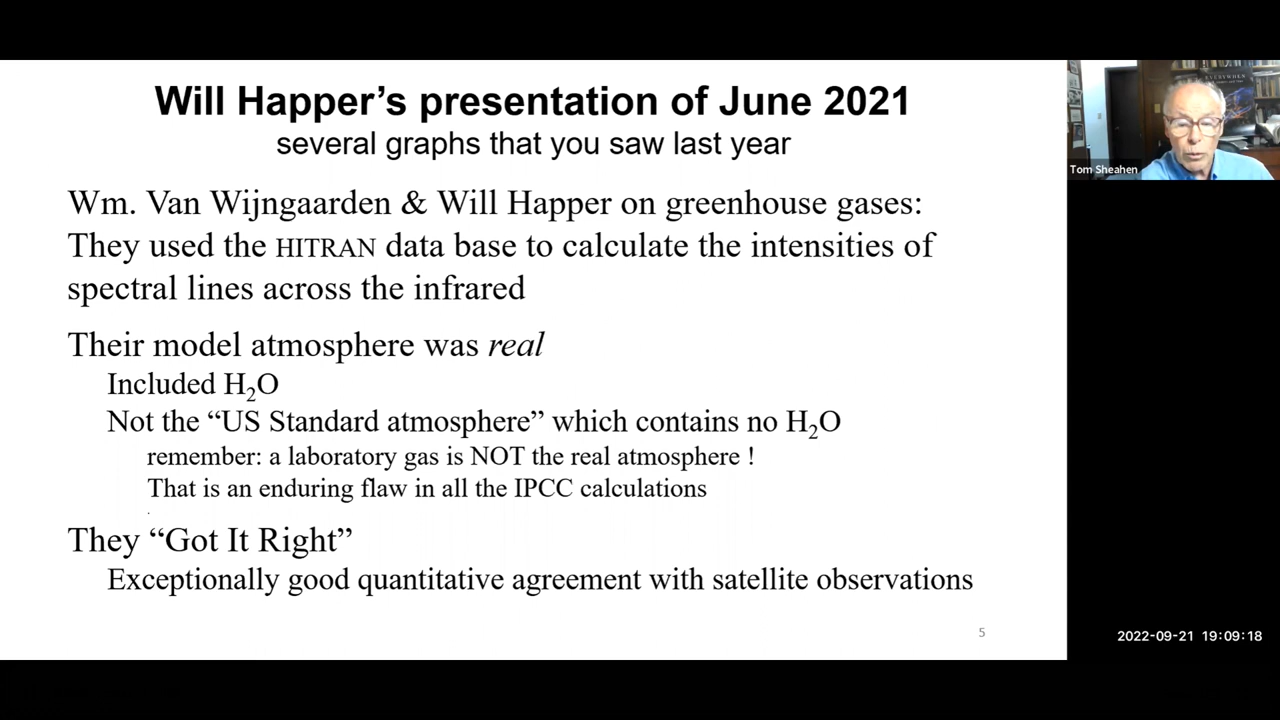 Will Happer’s presentation of June 2021
several graphs that you saw last year
Wm. Van Wijngaarden & Will Happer on greenhouse gases:
They used the HITRAN data base to calculate the intensities of
spectral lines across the infrared
Their model atmosphere was real
Included H₂O
Not the “US Standard atmosphere” which contains no H₂O
remember: a laboratory gas is NOT the real atmosphere !
That is an enduring flaw in all the IPCC calculations
They “Got It Right”
Exceptionally good quantitative agreement with satellite observations
5
Tom Sheahen
2022-09-21 19:09:18